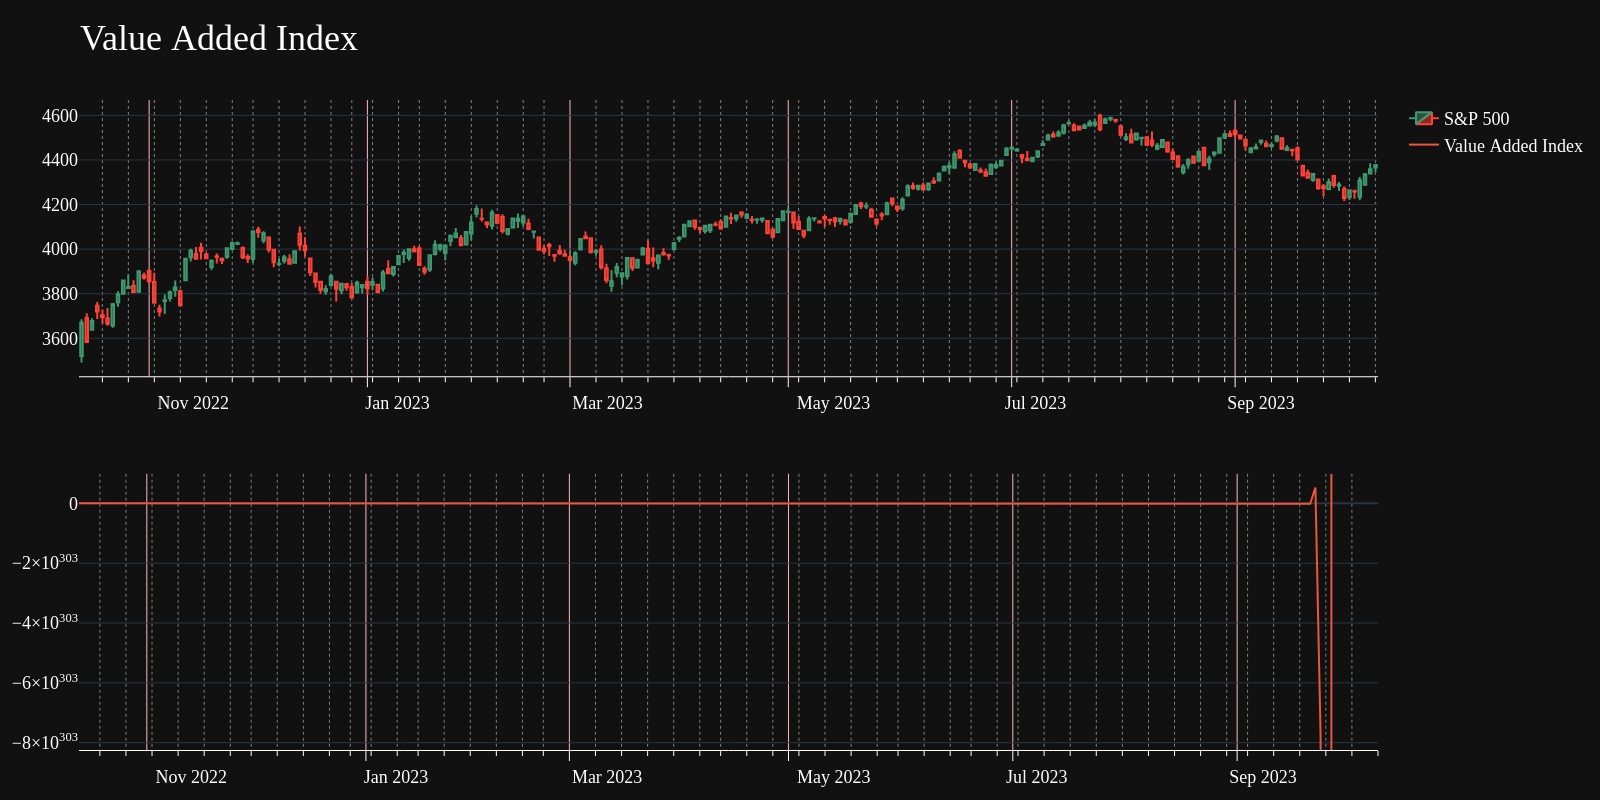 Value Added Index
4600
4400
4200
4000
3800
3600
Nov 2022 Jan 2023 Mar 2023 May 2023 Jul 2023 Sep 2023
S&P 500
Value Added Index
0
−2×10³⁰³
−4×10³⁰³
−6×10³⁰³
−8×10³⁰³
Nov 2022 Jan 2023 Mar 2023 May 2023 Jul 2023 Sep 2023